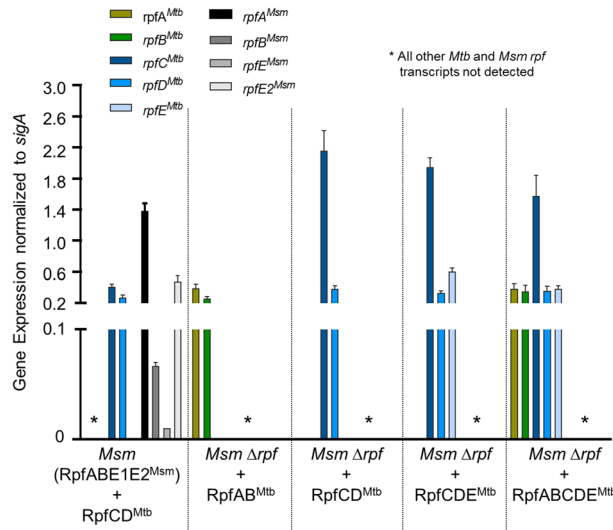 rpfA^Mtb
rpfB^Mtb
rpfC^Mtb
rpfD^Mtb
rpfE^Mtb
rpfA^Msm
rpfB^Msm
rpfE^Msm
rpfE2^Msm
* All other Mtb and Msm rpf
transcripts not detected
Gene Expression normalized to sigA
3.0
2.6
2.2
1.8
1.4
1.0
0.6
0.2
0.1
0
*
*
*
*
*
Msm
(RpfABE1E2^Msm)
+
RpfCD^Mtb
Msm Δrpf
+
RpfAB^Mtb
Msm Δrpf
+
RpfCD^Mtb
Msm Δrpf
+
RpfCDE^Mtb
Msm Δrpf
+
RpfABCDE^Mtb